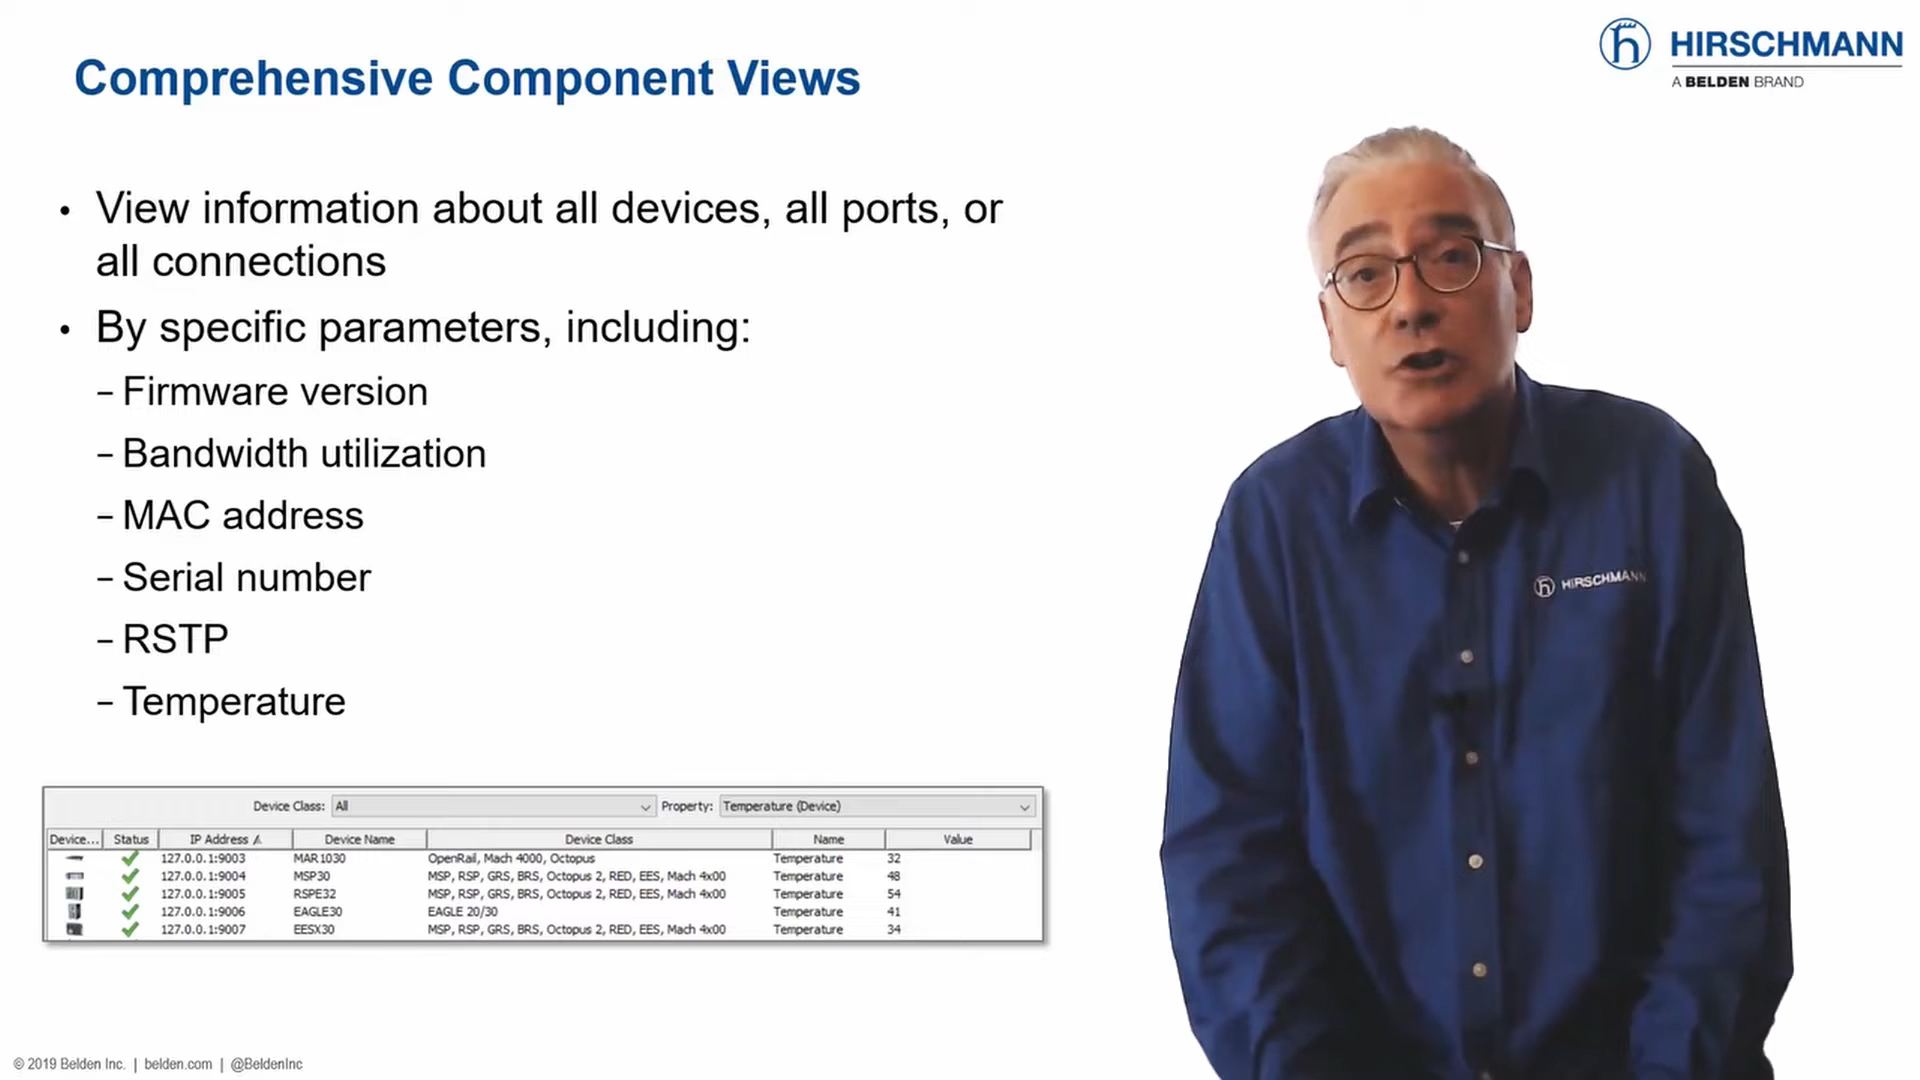 Comprehensive Component Views
HIRSCHMANN
A BELDEN BRAND
• View information about all devices, all ports, or
all connections
• By specific parameters, including:
– Firmware version
– Bandwidth utilization
– MAC address
– Serial number
– RSTP
– Temperature
HIRSCHMANN
Device Class: All Property: Temperature (Device)
Device... Status IP Address Device Name Device Class Name Value
127.0.0.1:9003 MAR1030 OpenRail, Mach 4000, Octopus Temperature 32
127.0.0.1:9004 MSP30 MSP, RSP, GRS, BRS, Octopus 2, RED, EES, Mach 4x00 Temperature 48
127.0.0.1:9005 RSPE32 MSP, RSP, GRS, BRS, Octopus 2, RED, EES, Mach 4x00 Temperature 54
127.0.0.1:9006 EAGLE30 EAGLE 20/30 Temperature 41
127.0.0.1:9007 EESX30 MSP, RSP, GRS, BRS, Octopus 2, RED, EES, Mach 4x00 Temperature 34
© 2019 Belden Inc. | belden.com | @BeldenInc